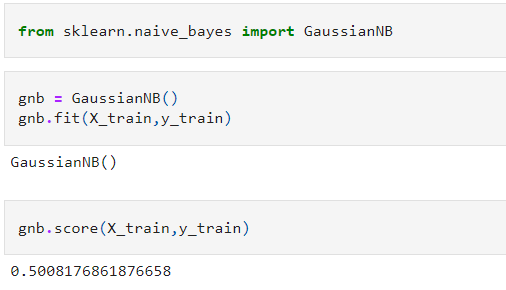 from sklearn.naive_bayes import GaussianNB
gnb = GaussianNB()
gnb.fit(X_train,y_train)
GaussianNB()
gnb.score(X_train,y_train)
0.5008176861876658